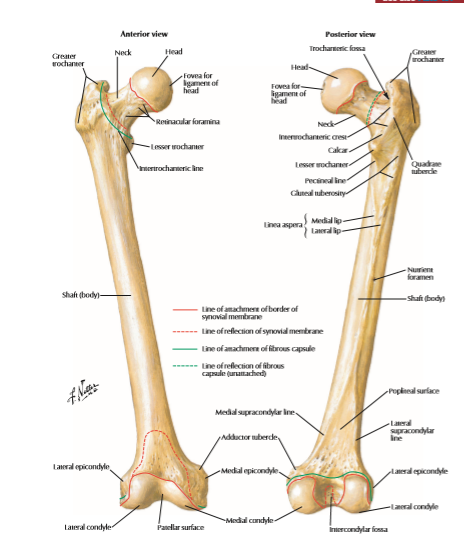 Anterior view
Posterior view
Greater
trochanter
Neck
Head
Fovea for
ligament of
head
Retinacular foramina
Lesser trochanter
Intertrochanteric line
Shaft (body)
Trochanteric fossa
Head
Fovea for
ligament of
head
Neck
Intertrochanteric crest
Calcar
Lesser trochanter
Pectineal line
Gluteal tuberosity
Greater
trochanter
Quadrate
tubercle
Linea aspera
Medial lip
Lateral lip
Nutrient
foramen
Shaft (body)
Line of attachment of border of
synovial membrane
Line of reflection of synovial membrane
Line of attachment of fibrous capsule
Line of reflection of fibrous
capsule (unattached)
F. Netter
Popliteal surface
Medial supracondylar line
Lateral
supracondylar
line
Adductor tubercle
Lateral epicondyle
Medial epicondyle
Lateral epicondyle
Lateral condyle
Patellar surface
Medial condyle
Lateral condyle
Intercondylar fossa